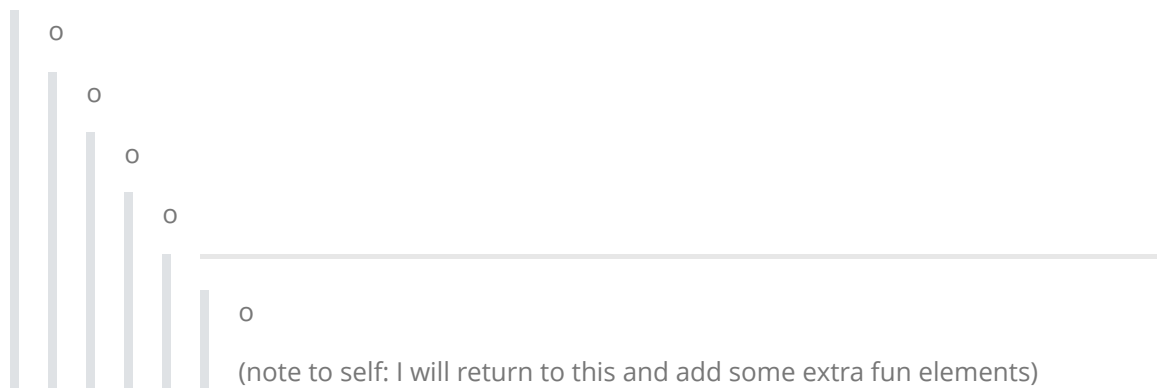 o
o
o
o
o
(note to self: I will return to this and add some extra fun elements)